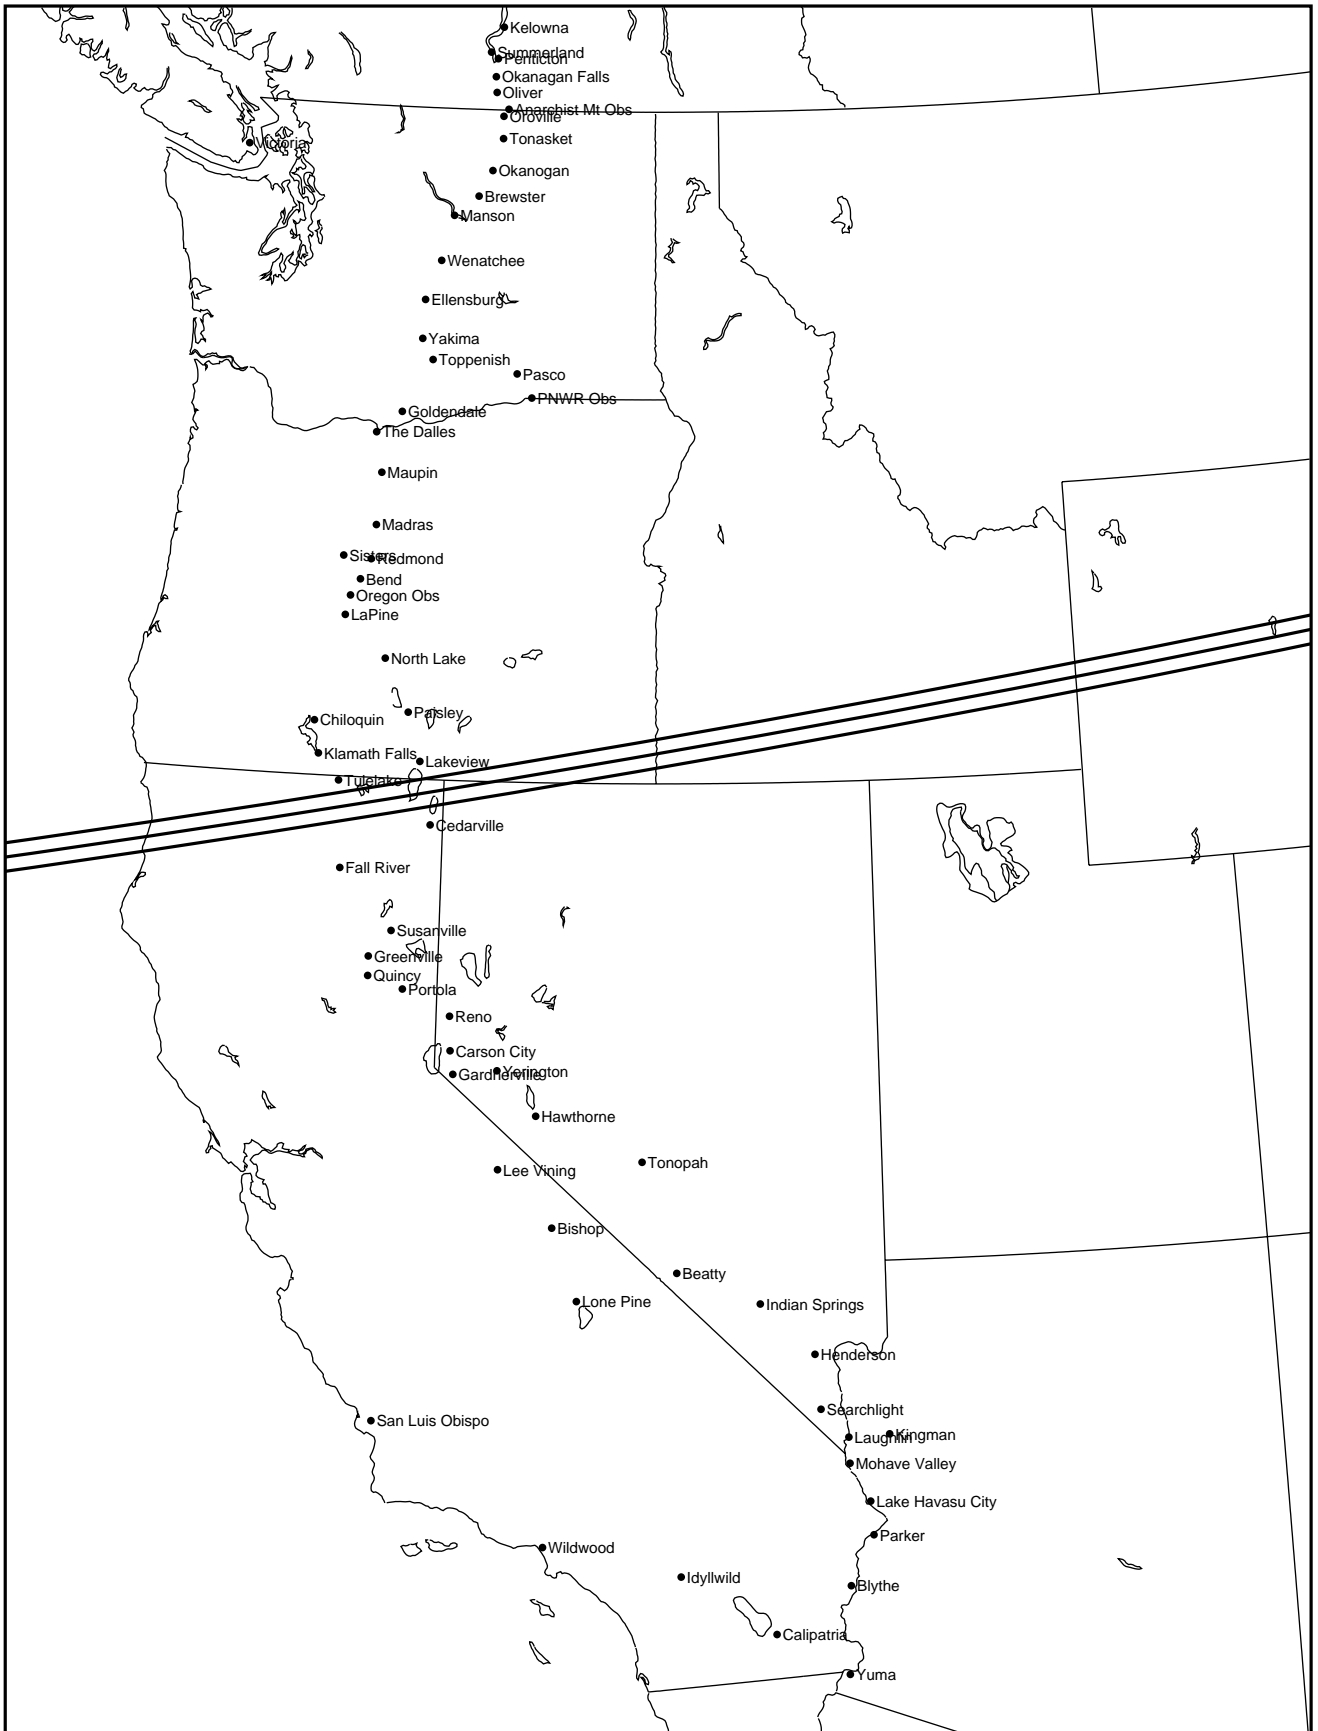 Kelowna
Summerland
Penticton
Okanagan Falls
Oliver
Anarchist Mt Obs
Oroville
Tonasket
Victoria
Okanogan
Brewster
Manson
Wenatchee
Ellensburg
Yakima
Toppenish
Pasco
PNWR Obs
Goldendale
The Dalles
Maupin
Madras
Sisters
Redmond
Bend
Oregon Obs
LaPine
North Lake
Paisley
Chiloquin
Klamath Falls
Lakeview
Tulelake
Cedarville
Fall River
Susanville
Greenville
Quincy
Portola
Reno
Carson City
Yerington
Gardnerville
Hawthorne
Tonopah
Lee Vining
Bishop
Beatty
Lone Pine
Indian Springs
Henderson
Searchlight
San Luis Obispo
Kingman
Laughlin
Mohave Valley
Lake Havasu City
Parker
Wildwood
Idyllwild
Blythe
Calipatria
Yuma